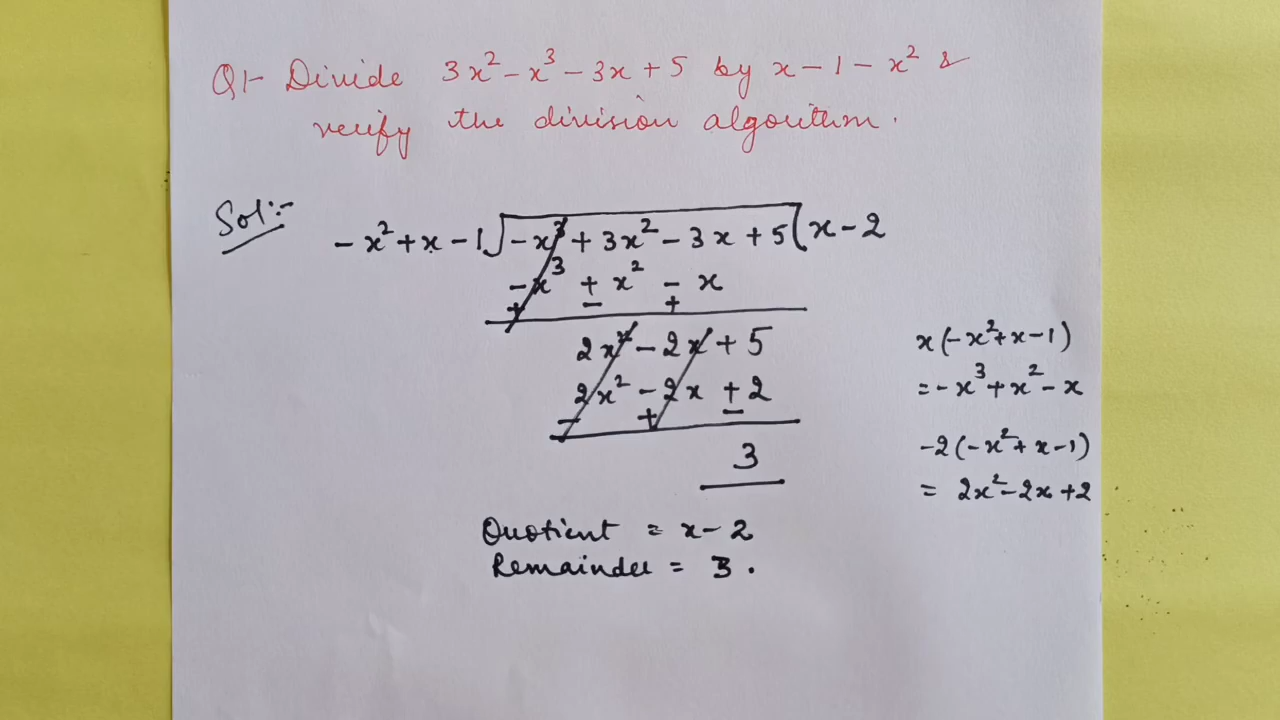 Q1- Divide 3x² - x³ - 3x + 5 by x - 1 - x² &
verify the division algorithm.
Sol:-
-x² + x - 1 -x³ + 3x² - 3x + 5 ( x - 2
-x³ + x² - x
+ - +
2x² - 2x + 5
2x² - 2x + 2
- + -
3
x(-x² + x - 1)
= -x³ + x² - x
-2(-x² + x - 1)
= 2x² - 2x + 2
Quotient = x - 2
Remainder = 3.